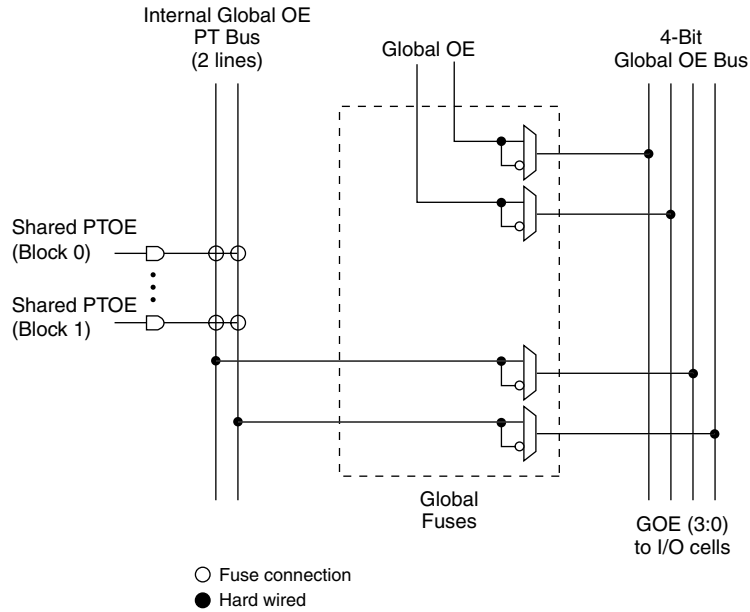 Internal Global OE
PT Bus
(2 lines)
Global OE
4-Bit
Global OE Bus
Shared PTOE
(Block 0)
Shared PTOE
(Block 1)
Global
Fuses
GOE (3:0)
to I/O cells
Fuse connection
Hard wired